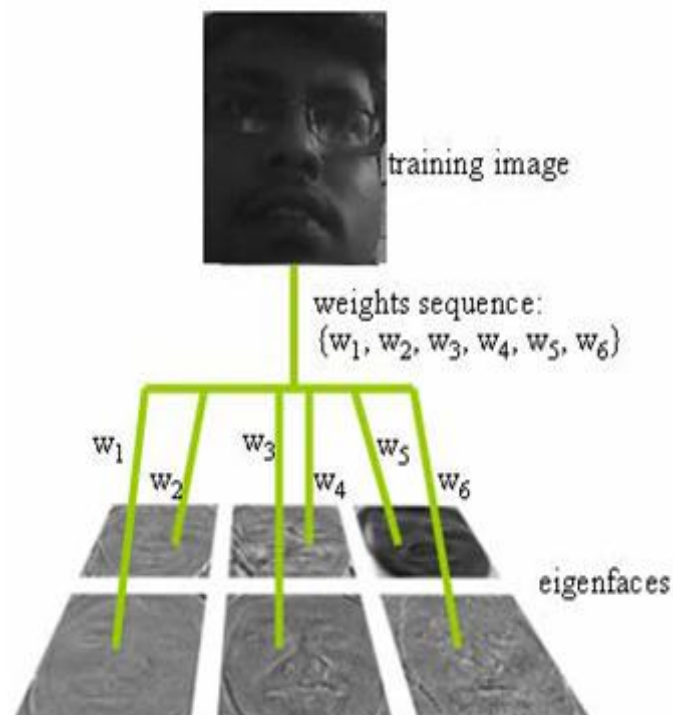 training image
weights sequence:
{w₁, w₂, w₃, w₄, w₅, w₆}
w₁
w₂
w₃
w₄
w₅
w₆
eigenfaces